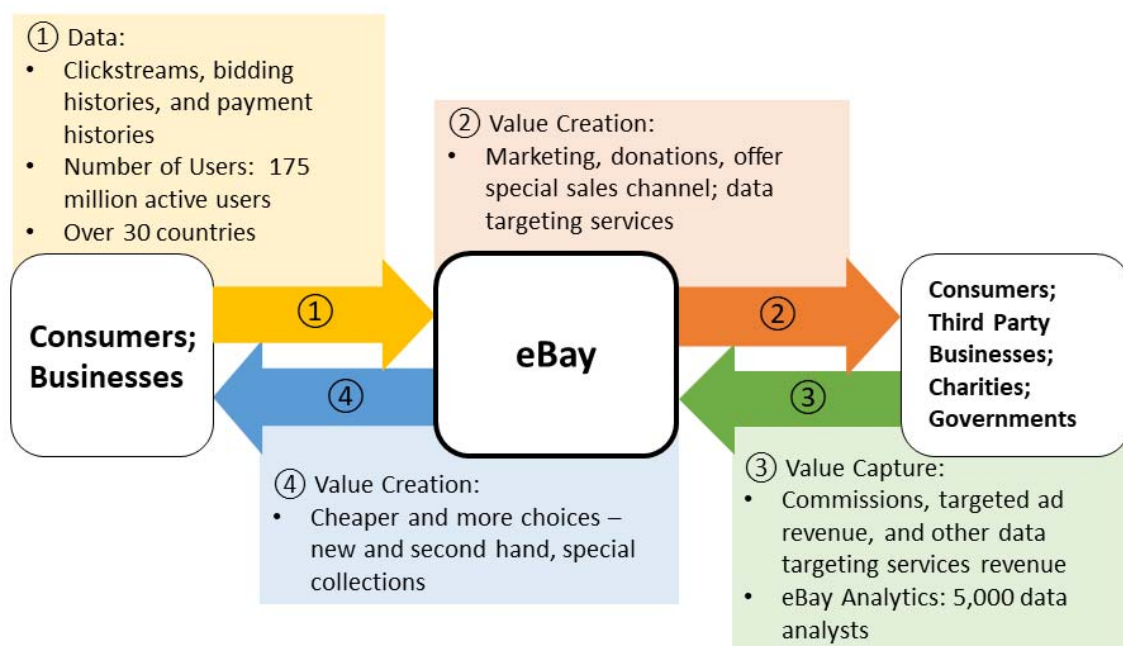 ① Data:
• Clickstreams, bidding
histories, and payment
histories
• Number of Users: 175
million active users
• Over 30 countries
② Value Creation:
• Marketing, donations, offer
special sales channel; data
targeting services
Consumers;
Businesses
①
eBay
②
Consumers;
Third Party
Businesses;
Charities;
Governments
④
③
④ Value Creation:
• Cheaper and more choices –
new and second hand, special
collections
③ Value Capture:
• Commissions, targeted ad
revenue, and other data
targeting services revenue
• eBay Analytics: 5,000 data
analysts